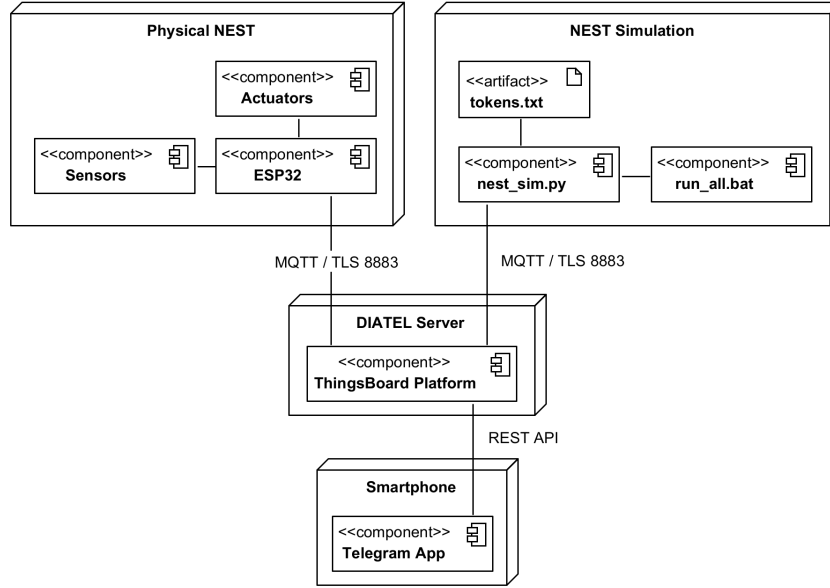 Physical NEST
<<component>>
Actuators
<<component>>
Sensors
<<component>>
ESP32
NEST Simulation
<<artifact>>
tokens.txt
<<component>>
nest_sim.py
<<component>>
run_all.bat
MQTT / TLS 8883
MQTT / TLS 8883
DIATEL Server
<<component>>
ThingsBoard Platform
REST API
Smartphone
<<component>>
Telegram App